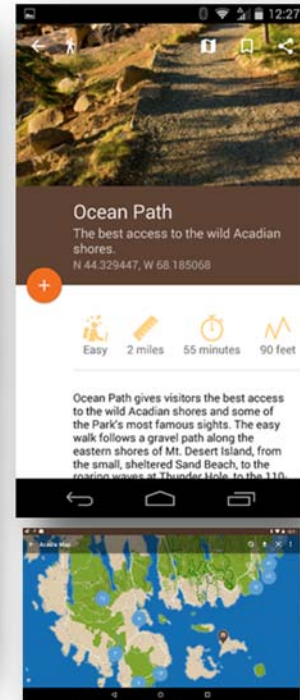 12:27
Ocean Path
The best access to the wild Acadian
shores.
N 44.329447, W 68.185068
Easy 2 miles 55 minutes 90 feet
Ocean Path gives visitors the best access
to the wild Acadian shores and some of
the Park's most famous sights. The easy
walk follows a gravel path along the
eastern shores of Mt. Desert Island, from
the small, sheltered Sand Beach, to the
roaring waves at Thunder Hole, to the 110-
Acadia Map